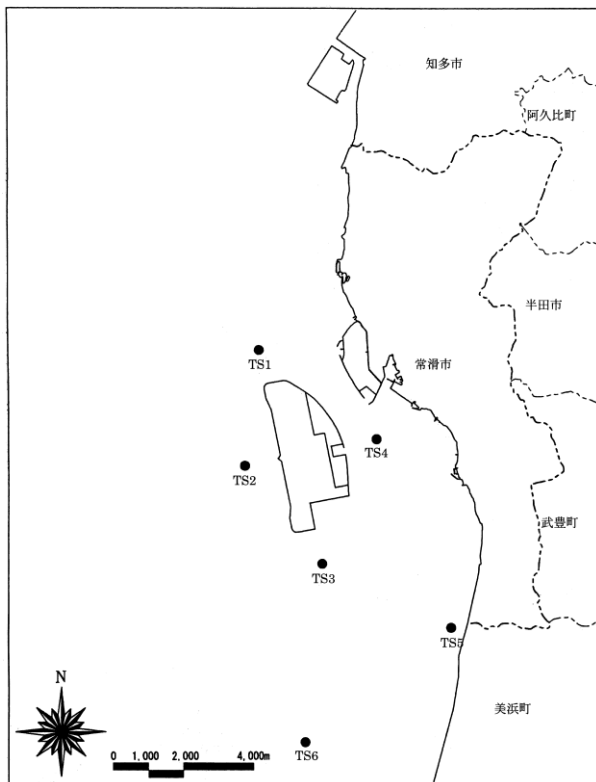 知多市
阿久比町
半田市
TS1
常滑市
TS4
TS2
武豊町
TS3
TS5
N
美浜町
0 1,000 2,000 4,000m
TS6